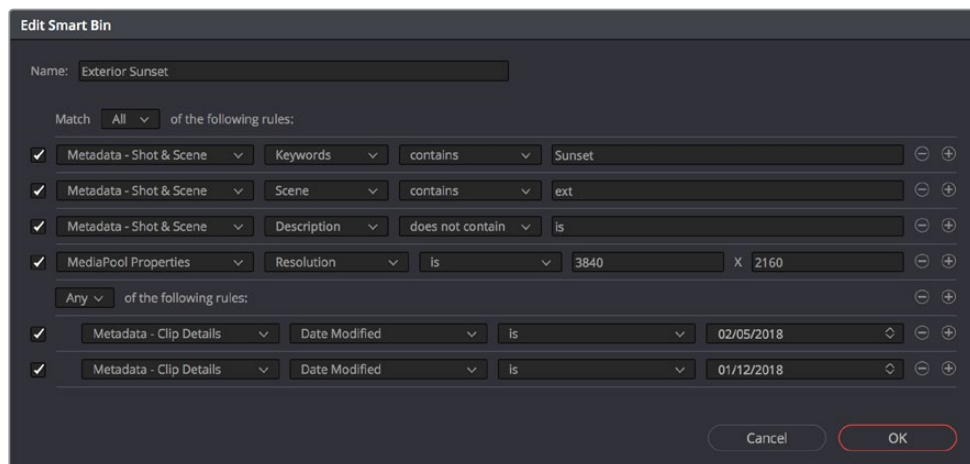 Edit Smart Bin
Name: Exterior Sunset
Match All of the following rules:
Metadata - Shot & Scene Keywords contains Sunset
Metadata - Shot & Scene Scene contains ext
Metadata - Shot & Scene Description does not contain is
MediaPool Properties Resolution is 3840 X 2160
Any of the following rules:
Metadata - Clip Details Date Modified is 02/05/2018
Metadata - Clip Details Date Modified is 01/12/2018
Cancel OK